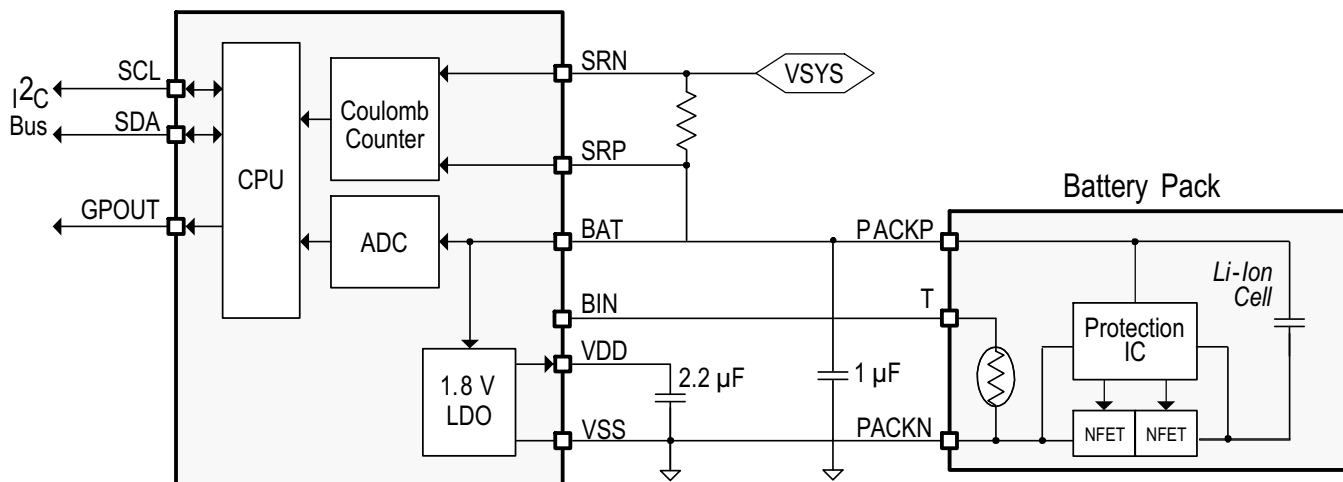 SCL
I2C
Bus
SDA
GPOUT
CPU
Coulomb
Counter
ADC
1.8 V
LDO
SRN
VSYS
SRP
BAT
BIN
VDD
2.2 µF
VSS
1 µF
Battery Pack
PACKP
T
PACKN
Li-Ion
Cell
Protection
IC
NFET
NFET